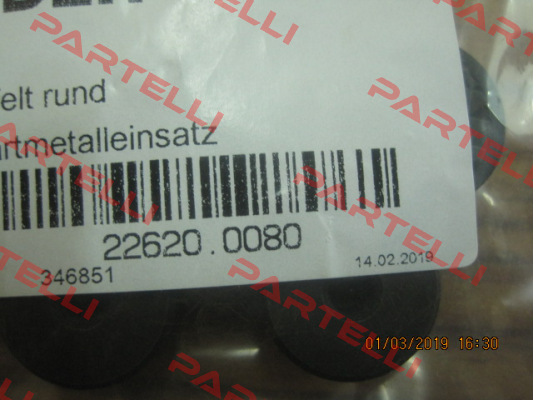 elt rund
rtmetalleinsatz
22620.0080
346851
14.02.2019
01/03/2019 16:30
PARTELLI
PARTELLI
PARTELLI
PARTELLI
PARTELLI
PARTELLI